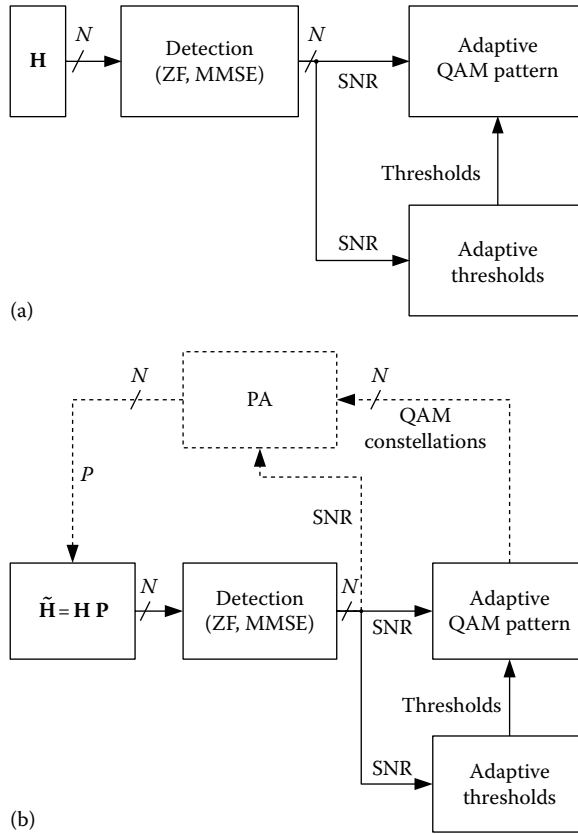 H
N
Detection
(ZF, MMSE)
N
SNR
Adaptive
QAM pattern
Thresholds
SNR
Adaptive
thresholds
(a)
N
PA
N
QAM
constellations
P
SNR
H̃ = H P
N
Detection
(ZF, MMSE)
N
SNR
Adaptive
QAM pattern
Thresholds
SNR
Adaptive
thresholds
(b)